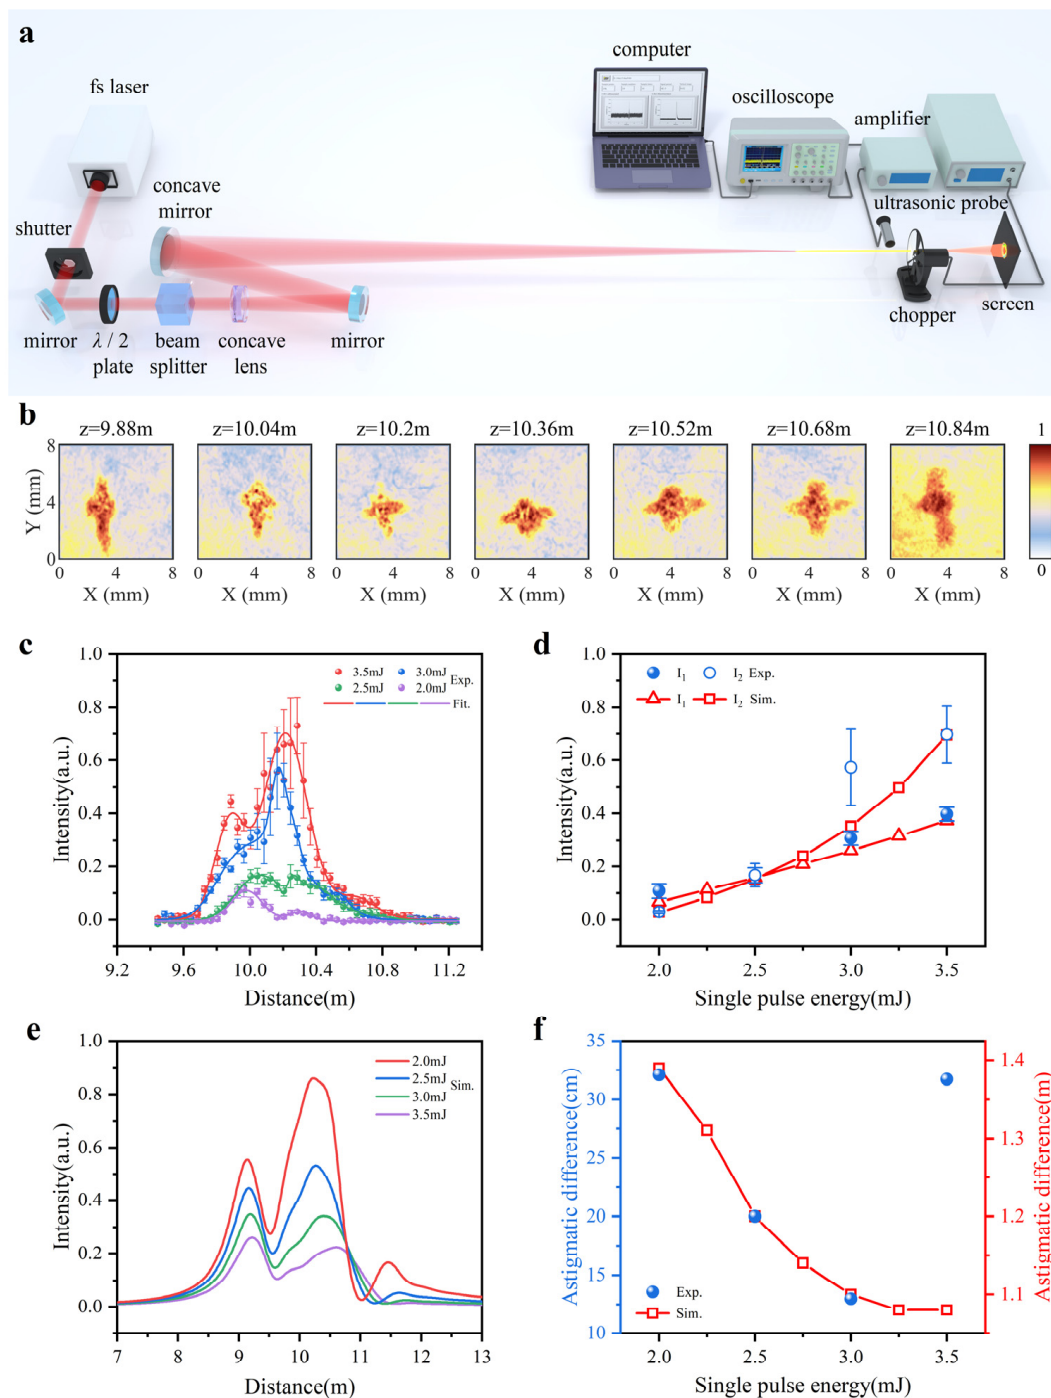 a
computer
fs laser
oscilloscope
amplifier
concave
mirror
ultrasonic probe
shutter
mirror
λ / 2
plate
beam
splitter
concave
lens
mirror
chopper
screen
b
z=9.88m z=10.04m z=10.2m z=10.36m z=10.52m z=10.68m z=10.84m
8 1
Y (mm)
4
0 0
0 4 8 0 4 8 0 4 8 0 4 8 0 4 8 0 4 8 0 4 8
X (mm) X (mm) X (mm) X (mm) X (mm) X (mm) X (mm)
c
1.0
0.8
0.6
0.4
0.2
0.0
Intensity(a.u.)
3.5mJ 3.0mJ Exp.
2.5mJ 2.0mJ
Fit.
9.2 9.6 10.0 10.4 10.8 11.2
Distance(m)
d
1.0
0.8
0.6
0.4
0.2
0.0
Intensity(a.u.)
I1 I2 Exp.
I1 I2 Sim.
2.0 2.5 3.0 3.5
Single pulse energy(mJ)
e
1.0
0.8
0.6
0.4
0.2
0.0
Intensity(a.u.)
2.0mJ
2.5mJ Sim.
3.0mJ
3.5mJ
7 8 9 10 11 12 13
Distance(m)
f
35
30
25
20
15
10
Astigmatic difference(cm)
Exp.
Sim.
1.4
1.3
1.2
1.1
Astigmatic difference(m)
2.0 2.5 3.0 3.5
Single pulse energy(mJ)